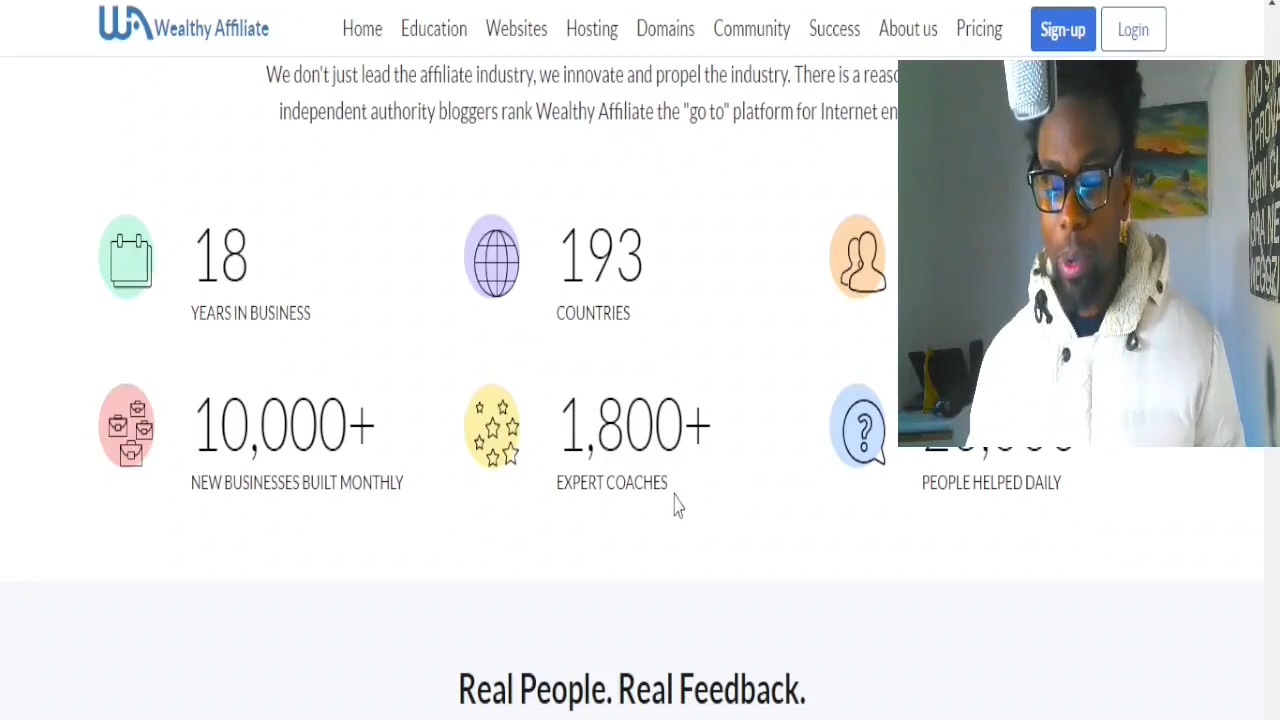 WA Wealthy Affiliate Home Education Websites Hosting Domains Community Success About us Pricing Sign-up Login
We don't just lead the affiliate industry, we innovate and propel the industry. There is a
independent authority bloggers rank Wealthy Affiliate the "go to" platform for Internet
18
YEARS IN BUSINESS
193
COUNTRIES
10,000+
NEW BUSINESSES BUILT MONTHLY
1,800+
EXPERT COACHES
PEOPLE HELPED DAILY
Real People. Real Feedback.